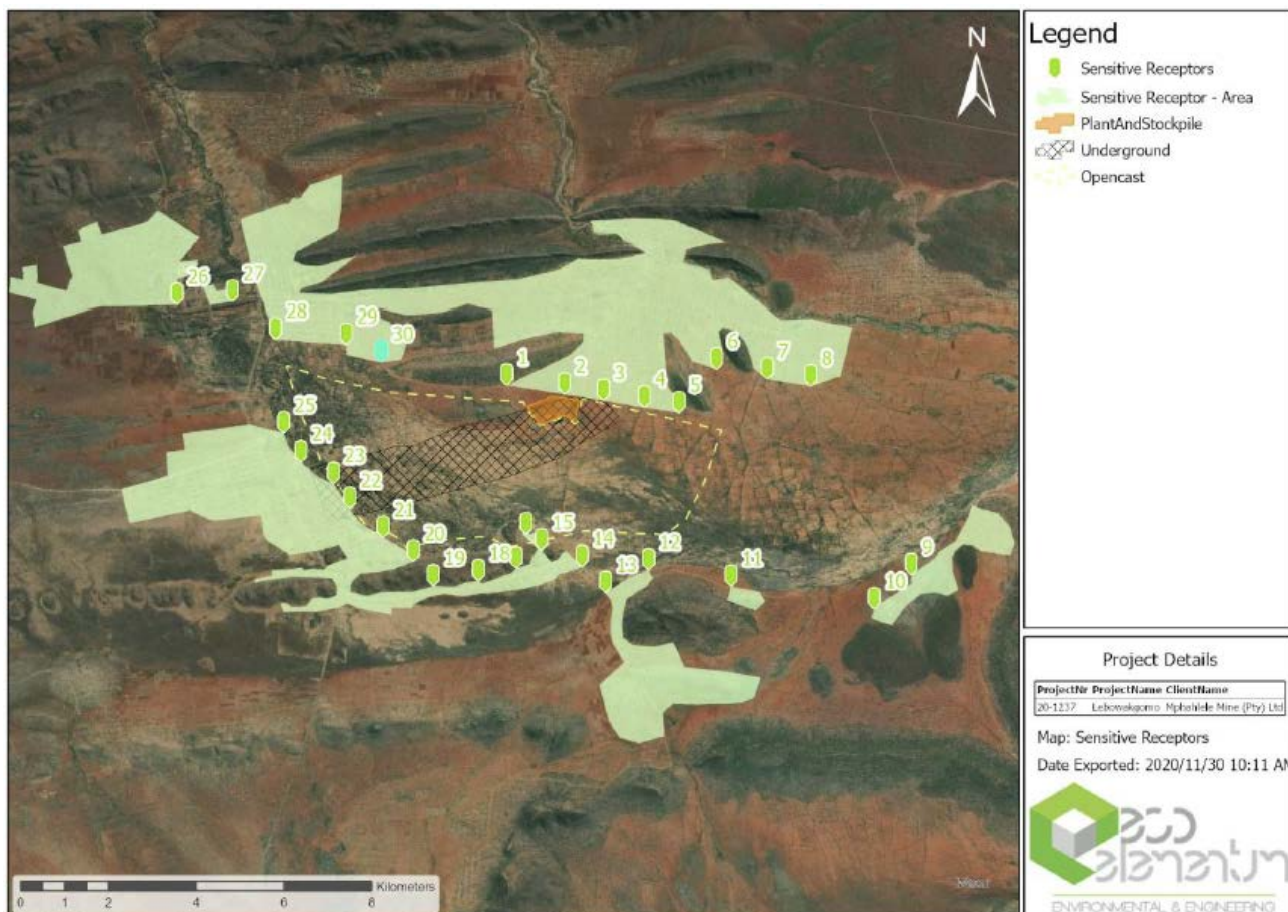 N
26
27
28
29
30
1
2
3
4
5
6
7
8
25
24
23
22
21
20
19
18
15
14
13
12
11
10
9
Kilometers
0 1 2 4 6 8
Legend
Sensitive Receptors
Sensitive Receptor - Area
PlantAndStockpile
Underground
Opencast
Project Details
ProjectNr ProjectName ClientName
20-1237 Lebowakgomo Mphahlele Mine (Pty) Ltd
Map: Sensitive Receptors
Date Exported: 2020/11/30 10:11 AM
eco
elementum
ENVIRONMENTAL & ENGINEERING